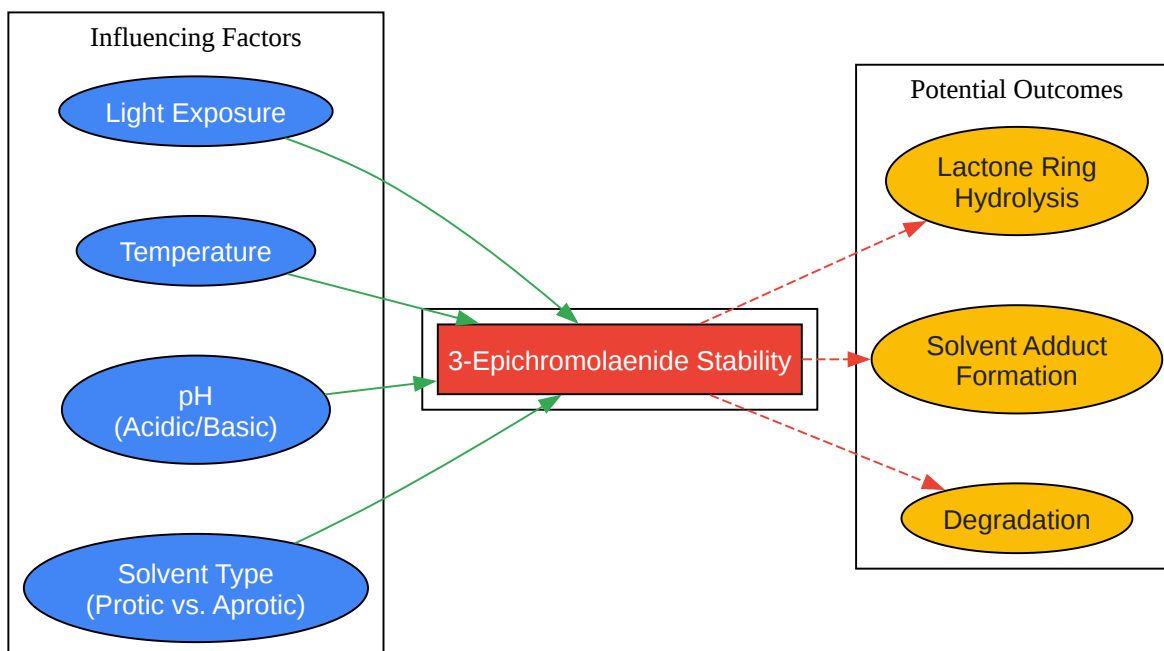 Influencing Factors
Light Exposure
Temperature
pH
(Acidic/Basic)
Solvent Type
(Protic vs. Aprotic)
3-Epichromolaenide Stability
Potential Outcomes
Lactone Ring
Hydrolysis
Solvent Adduct
Formation
Degradation